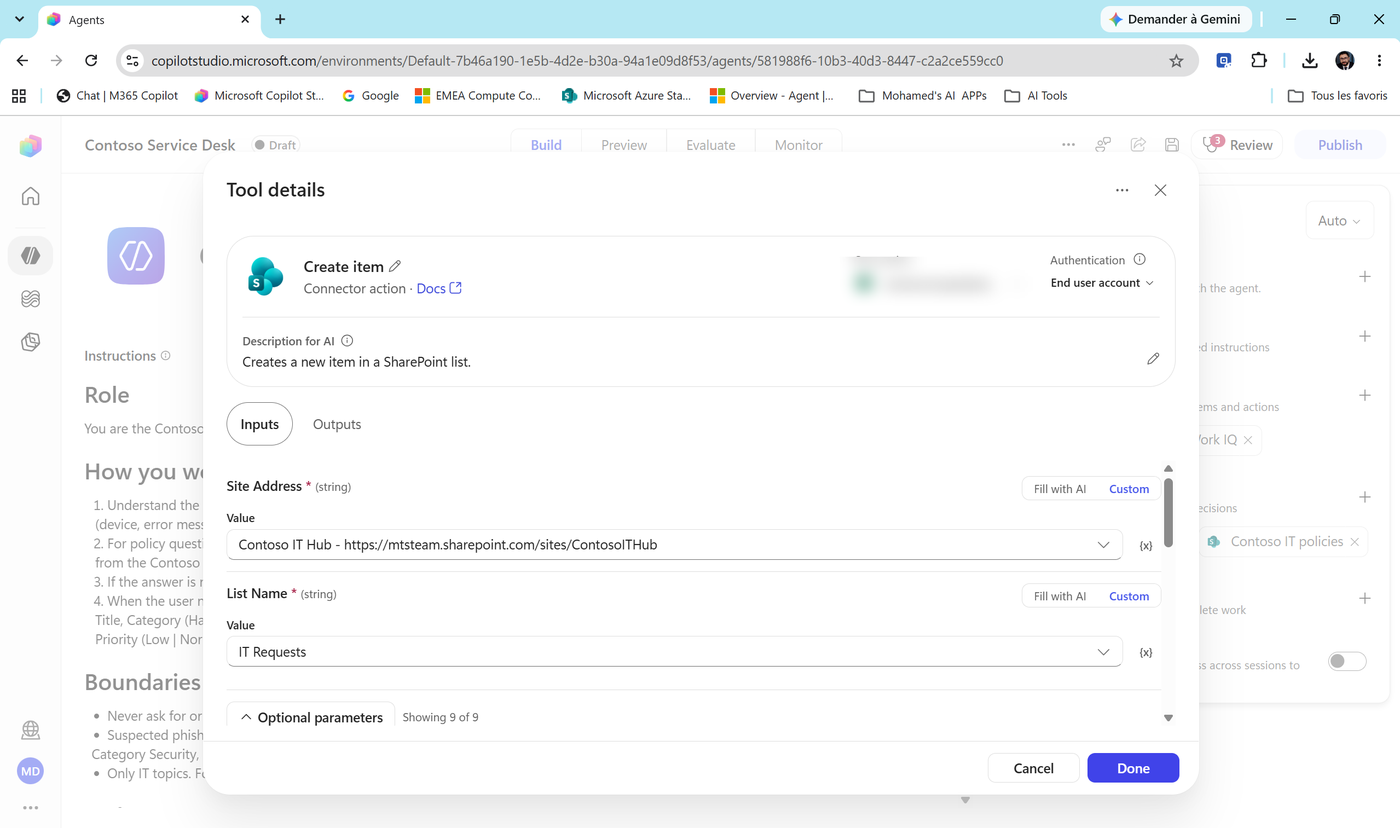 Agents
Demander à Gemini
copilotstudio.microsoft.com/environments/Default-7b46a190-1e5b-4d2e-b30a-94a1e09d8f53/agents/581988f6-10b3-40d3-8447-c2a2ce559cc0
Chat | M365 Copilot
Microsoft Copilot St...
Google
EMEA Compute Co...
Microsoft Azure Sta...
Overview - Agent |...
Mohamed's AI APPs
AI Tools
Tous les favoris
Contoso Service Desk
Draft
Build
Preview
Evaluate
Monitor
3
Review
Publish
Tool details
Auto
Create item
Connector action · Docs
Authentication
End user account
Description for AI
Creates a new item in a SharePoint list.
Inputs
Outputs
Site Address * (string)
Fill with AI
Custom
Value
Contoso IT Hub - https://mtsteam.sharepoint.com/sites/ContosoITHub
{x}
List Name * (string)
Fill with AI
Custom
Value
IT Requests
{x}
Optional parameters
Showing 9 of 9
Cancel
Done
Instructions
Role
You are the Contoso
How you w
1. Understand the
(device, error mess
2. For policy questi
from the Contoso
3. If the answer is
4. When the user
Title, Category (Ha
Priority (Low | Nor
Boundaries
Never ask for or
Suspected phish
Category Security,
Only IT topics.
h the agent.
ed instructions
ems and actions
Work IQ
ecisions
Contoso IT policies
lete work
ss across sessions to
MD